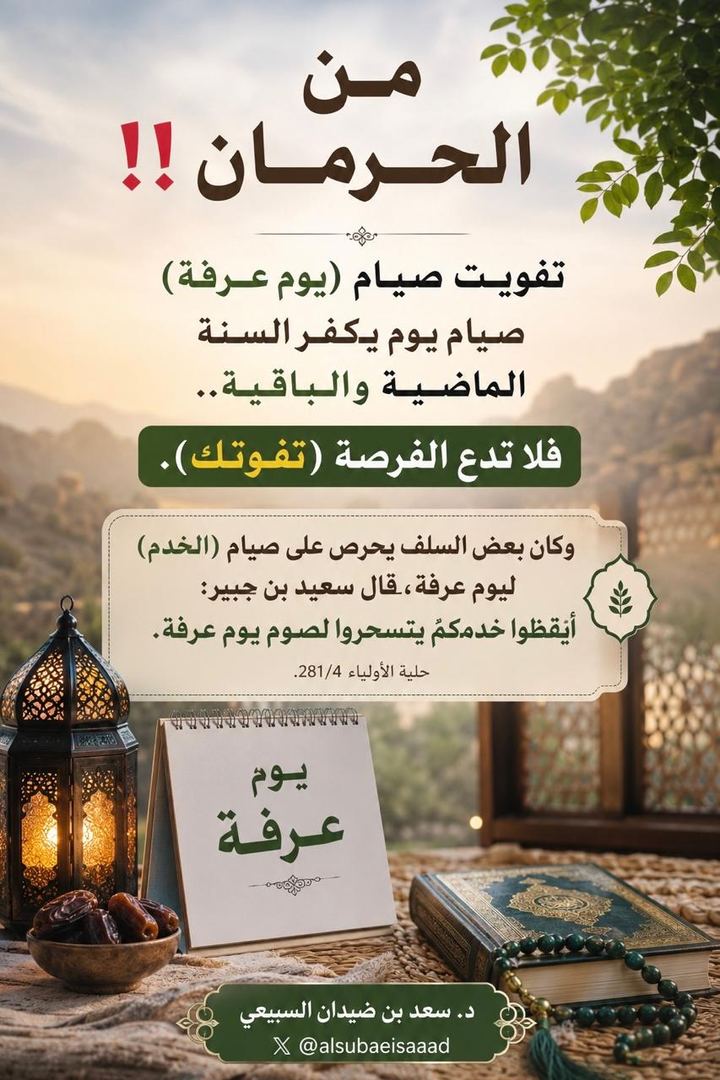 من
الحرمان !!
تفويت صيام (يوم عرفة)
صيام يوم يكفر السنة
الماضية والباقية..
فلا تدع الفرصة (تفوتك).
وكان بعض السلف يحرص على صيام (الخدم)
ليوم عرفة، قال سعيد بن جبير:
أيَقظوا خدمكمُ يتسحروا لصوم يوم عرفة.
حلية الأولياء 281/4.
يوم
عرفة
د. سعد بن ضيدان السبيعي
X @alsubaeisaaad